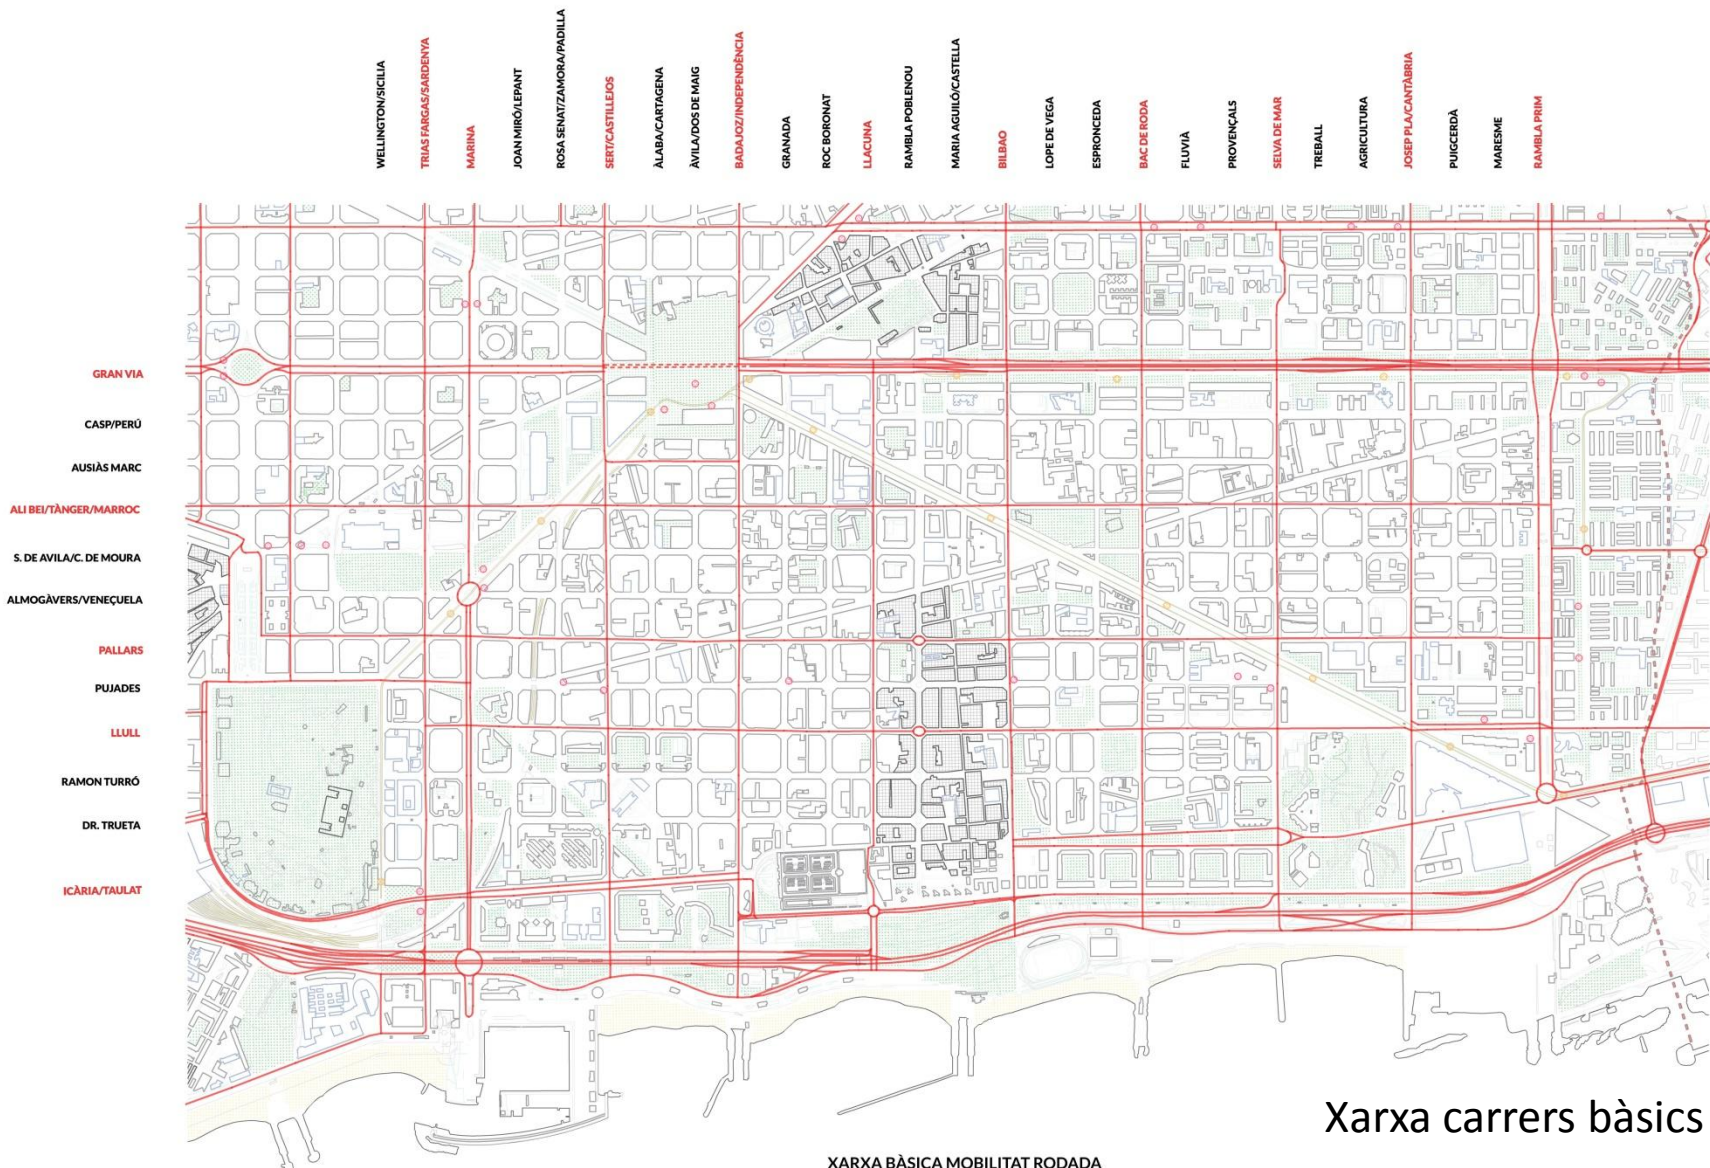 WELLINGTON/SICILIA
TRIAS FARGAS/SARDENYA
MARINA
JOAN MIRÓ/LEPANT
ROSA SENAT/ZAMORA/PADILLA
SERT/CASTILLEJOS
ÀLABA/CARTAGENA
ÀVILA/DOS DE MAIG
BADAJOZ/INDEPENDÈNCIA
GRANADA
ROC BORONAT
LLACUNA
RAMBLA POBLENOU
MARIA AGUILÓ/CASTELLA
BILBAO
LOPE DE VEGA
ESPRONCEDA
BAC DE RODA
FLUVIÀ
PROVENÇALS
SELVA DE MAR
TREBALL
AGRICULTURA
JOSEP PLA/CANTÀBRIA
PUIGCERDÀ
MARESME
RAMBLA PRIM
GRAN VIA
CASP/PERÚ
AUSIÀS MARC
ALI BEI/TÀNGER/MARROC
S. DE AVILA/C. DE MOURA
ALMOGÀVERS/VENEÇUELA
PALLARS
PUJADES
LLULL
RAMON TURRÓ
DR. TRUETA
ICÀRIA/TAULAT
Xarxa carrers bàsics
XARXA BÀSICA MOBILITAT RODADA